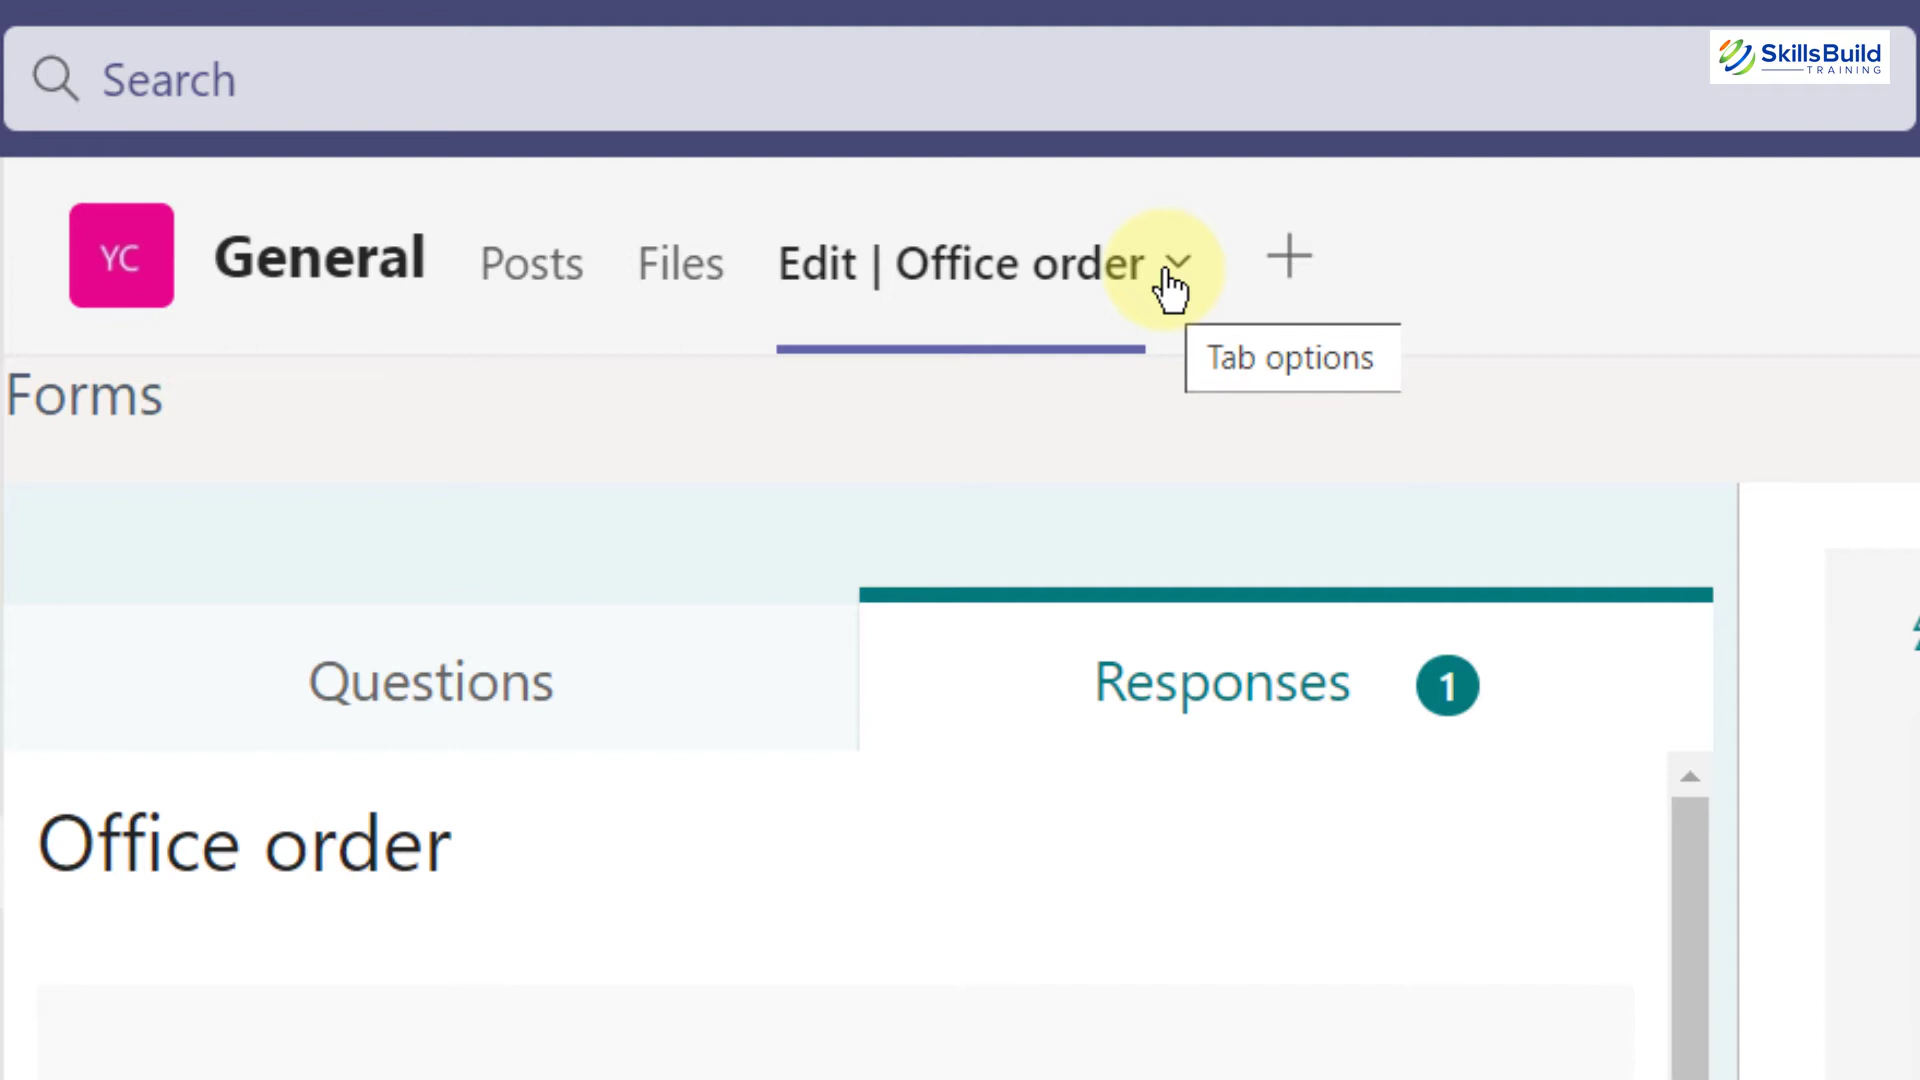 Search
SkillsBuild
TRAINING
YC
General
Posts
Files
Edit | Office order
Tab options
Forms
Questions
Responses
1
Office order